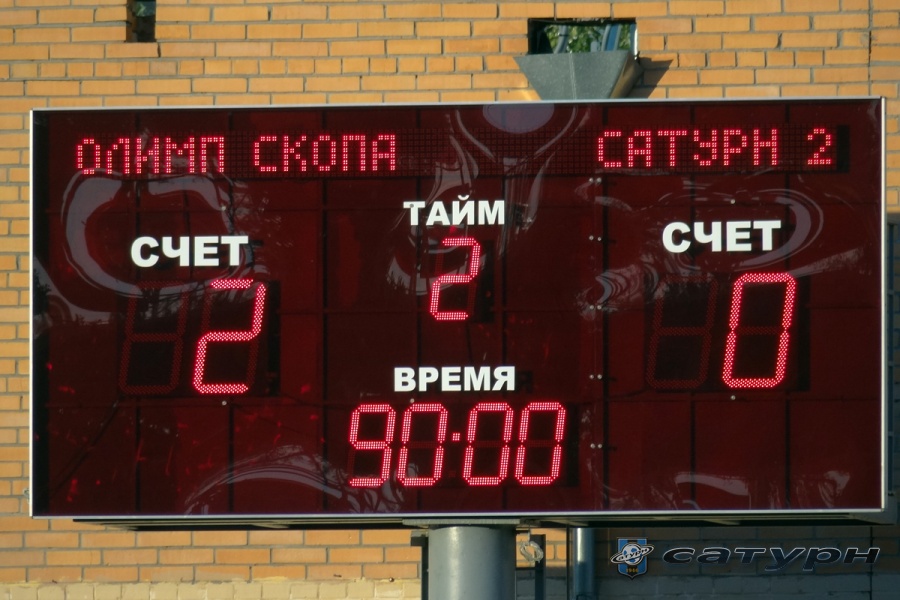 ОЛИМП СКОПА САТУРН 2
ТАЙМ
СЧЕТ СЧЕТ
2
2 0
ВРЕМЯ
90:00
сатурн